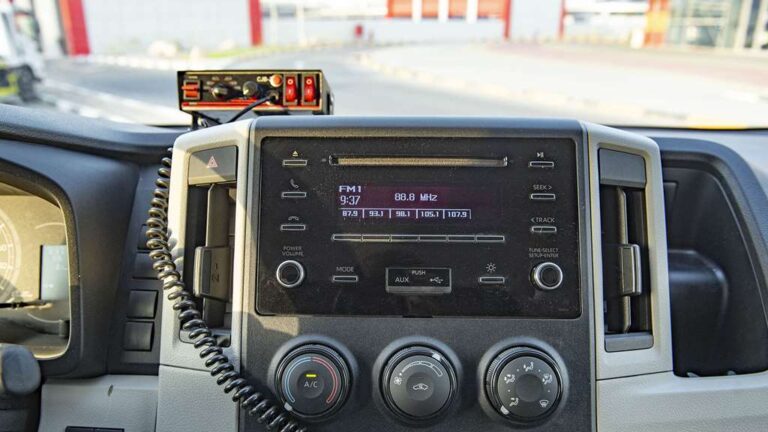 FM1
9:37
88.8 MHz
87.9 93.1 98.1 105.1 107.9
SEEK >
< TRACK
POWER
VOLUME
TUNE·SELECT
SETUP·ENTER
MODE
PUSH
AUX
A/C